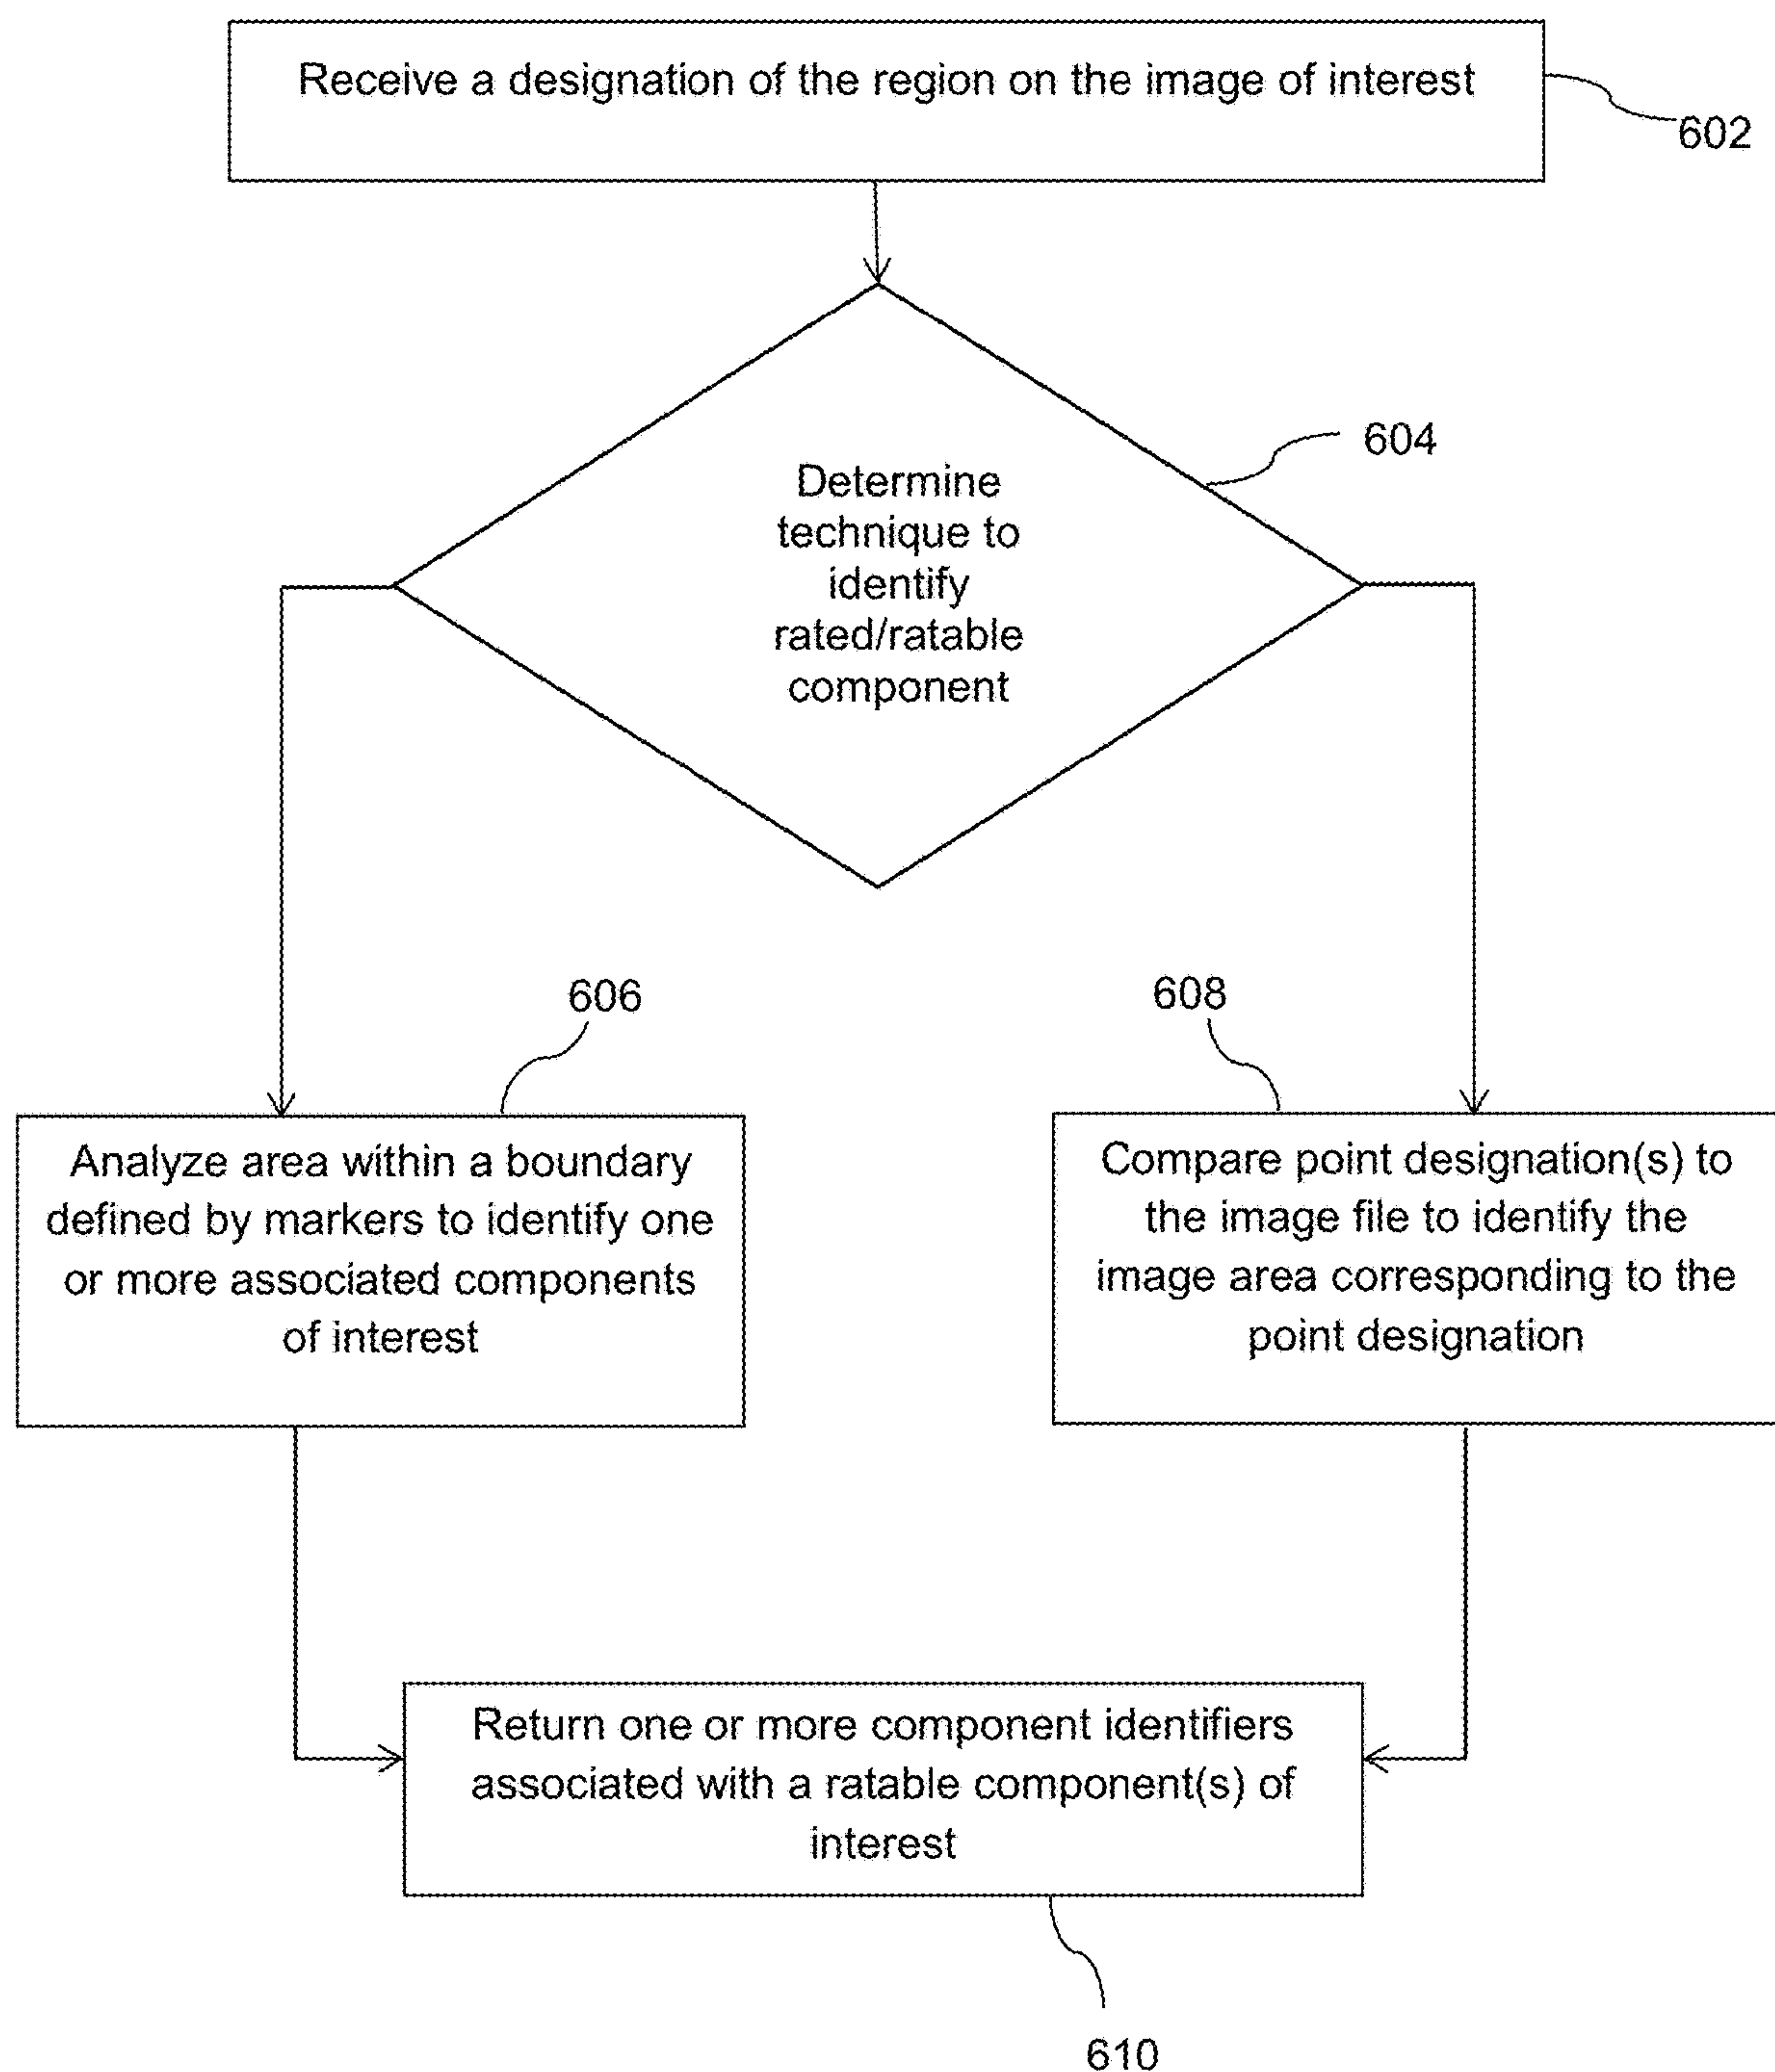 Receive a designation of the region on the image of interest
602
604
Determine
technique to
identify
rated/ratable
component
606
608
Analyze area within a boundary
defined by markers to identify one
or more associated components
of interest
Compare point designation(s) to
the image file to identify the
image area corresponding to the
point designation
Return one or more component identifiers
associated with a ratable component(s) of
interest
610